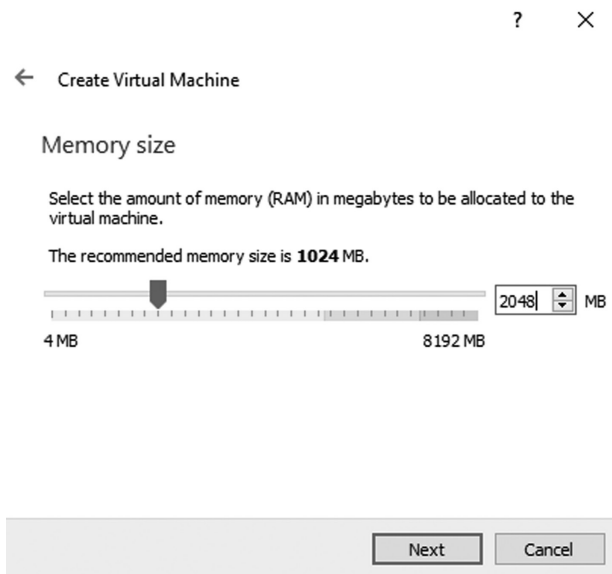 ?
Create Virtual Machine
Memory size
Select the amount of memory (RAM) in megabytes to be allocated to the
virtual machine.
The recommended memory size is 1024 MB.
2048 MB
4 MB 8192 MB
Next Cancel